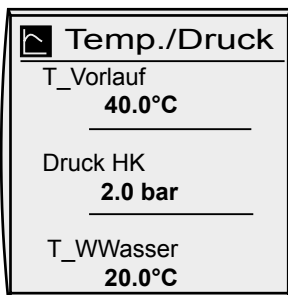 Temp./Druck
T_Vorlauf
40.0°C
Druck HK
2.0 bar
T_WWasser
20.0°C